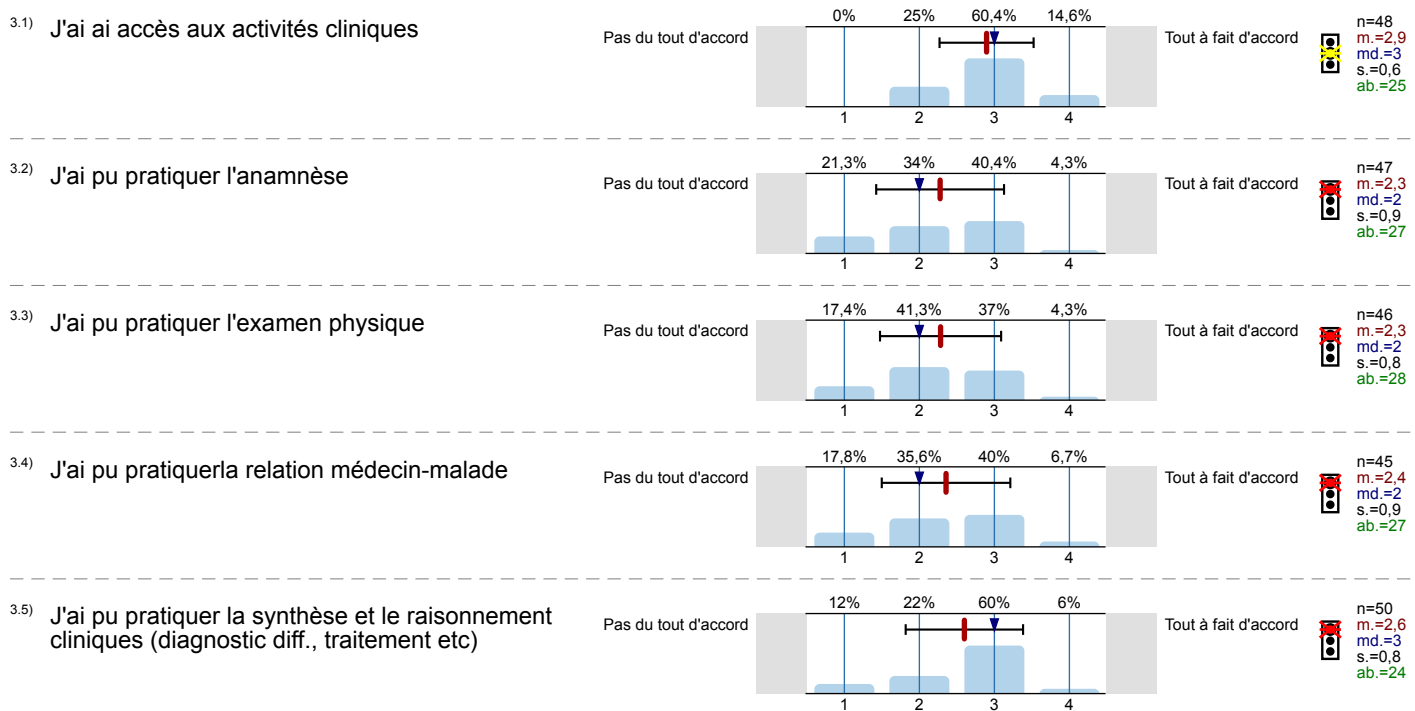 3.1) J'ai ai accès aux activités cliniques
Pas du tout d'accord
0% 25% 60,4% 14,6%
1 2 3 4
Tout à fait d'accord
n=48
m.=2,9
md.=3
s.=0,6
ab.=25
3.2) J'ai pu pratiquer l'anamnèse
Pas du tout d'accord
21,3% 34% 40,4% 4,3%
1 2 3 4
Tout à fait d'accord
n=47
m.=2,3
md.=2
s.=0,9
ab.=27
3.3) J'ai pu pratiquer l'examen physique
Pas du tout d'accord
17,4% 41,3% 37% 4,3%
1 2 3 4
Tout à fait d'accord
n=46
m.=2,3
md.=2
s.=0,8
ab.=28
3.4) J'ai pu pratiquerla relation médecin-malade
Pas du tout d'accord
17,8% 35,6% 40% 6,7%
1 2 3 4
Tout à fait d'accord
n=45
m.=2,4
md.=2
s.=0,9
ab.=27
3.5) J'ai pu pratiquer la synthèse et le raisonnement
cliniques (diagnostic diff., traitement etc)
Pas du tout d'accord
12% 22% 60% 6%
1 2 3 4
Tout à fait d'accord
n=50
m.=2,6
md.=3
s.=0,8
ab.=24